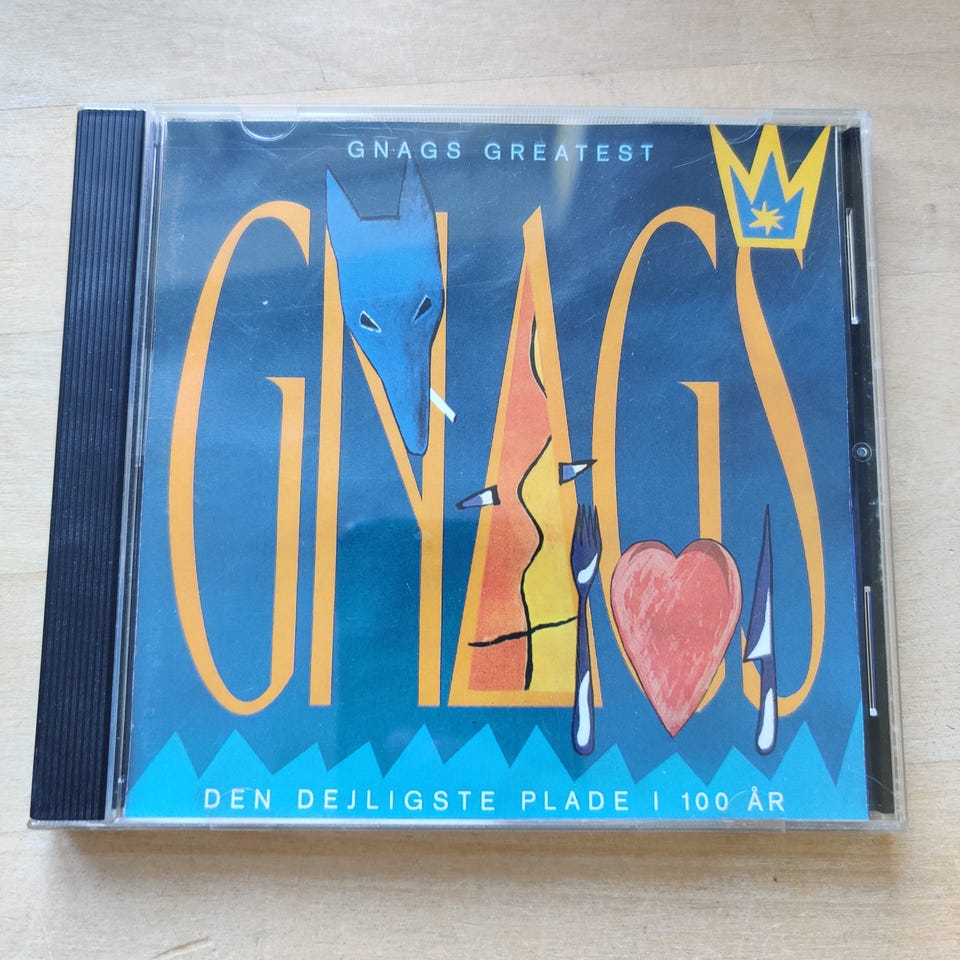 GNAGS GREATEST
GNAGS
DEN DEJLIGSTE PLADE I 100 ÅR